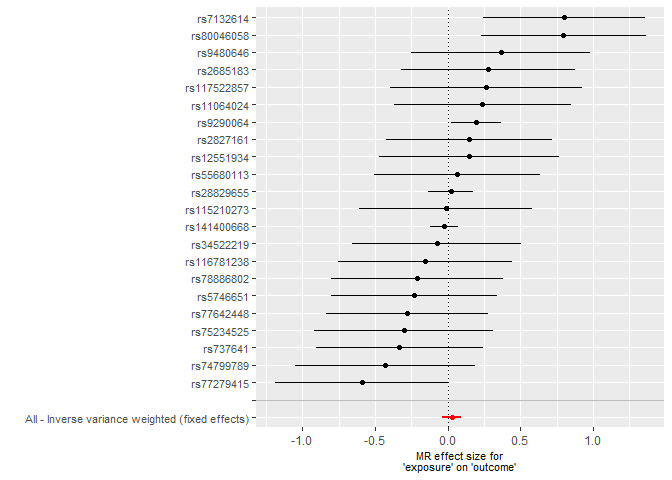 rs7132614
rs80046058
rs9480646
rs2685183
rs117522857
rs11064024
rs9290064
rs2827161
rs12551934
rs55680113
rs28829655
rs115210273
rs141400668
rs34522219
rs116781238
rs78886802
rs5746651
rs77642448
rs75234525
rs737641
rs74799789
rs77279415
All - Inverse variance weighted (fixed effects)
-1.0 -0.5 0.0 0.5 1.0
MR effect size for
'exposure' on 'outcome'